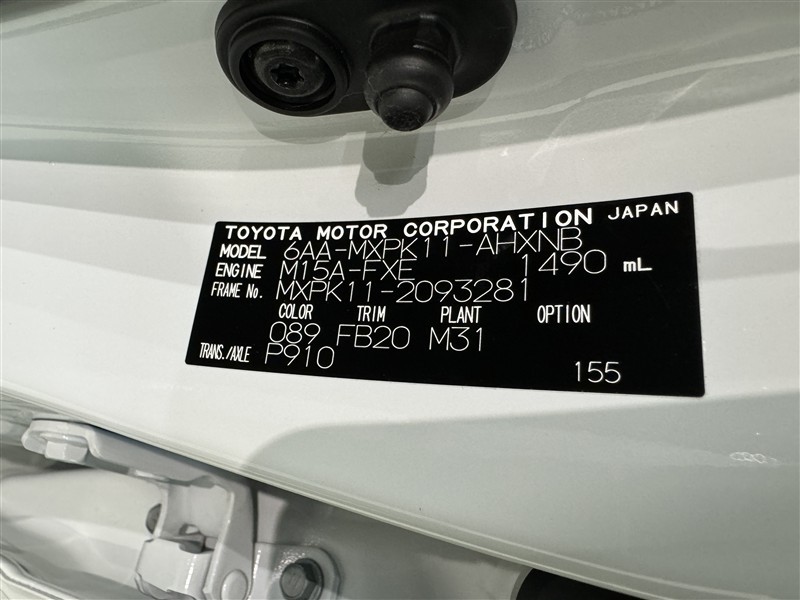 TOYOTA MOTOR CORPORATION JAPAN
MODEL 6AA-MXPK11-AHXNB
ENGINE M15A-FXE 1490 mL
FRAME No. MXPK11-2093281
COLOR TRIM PLANT OPTION
089 FB20 M31
TRANS./AXLE P910
155